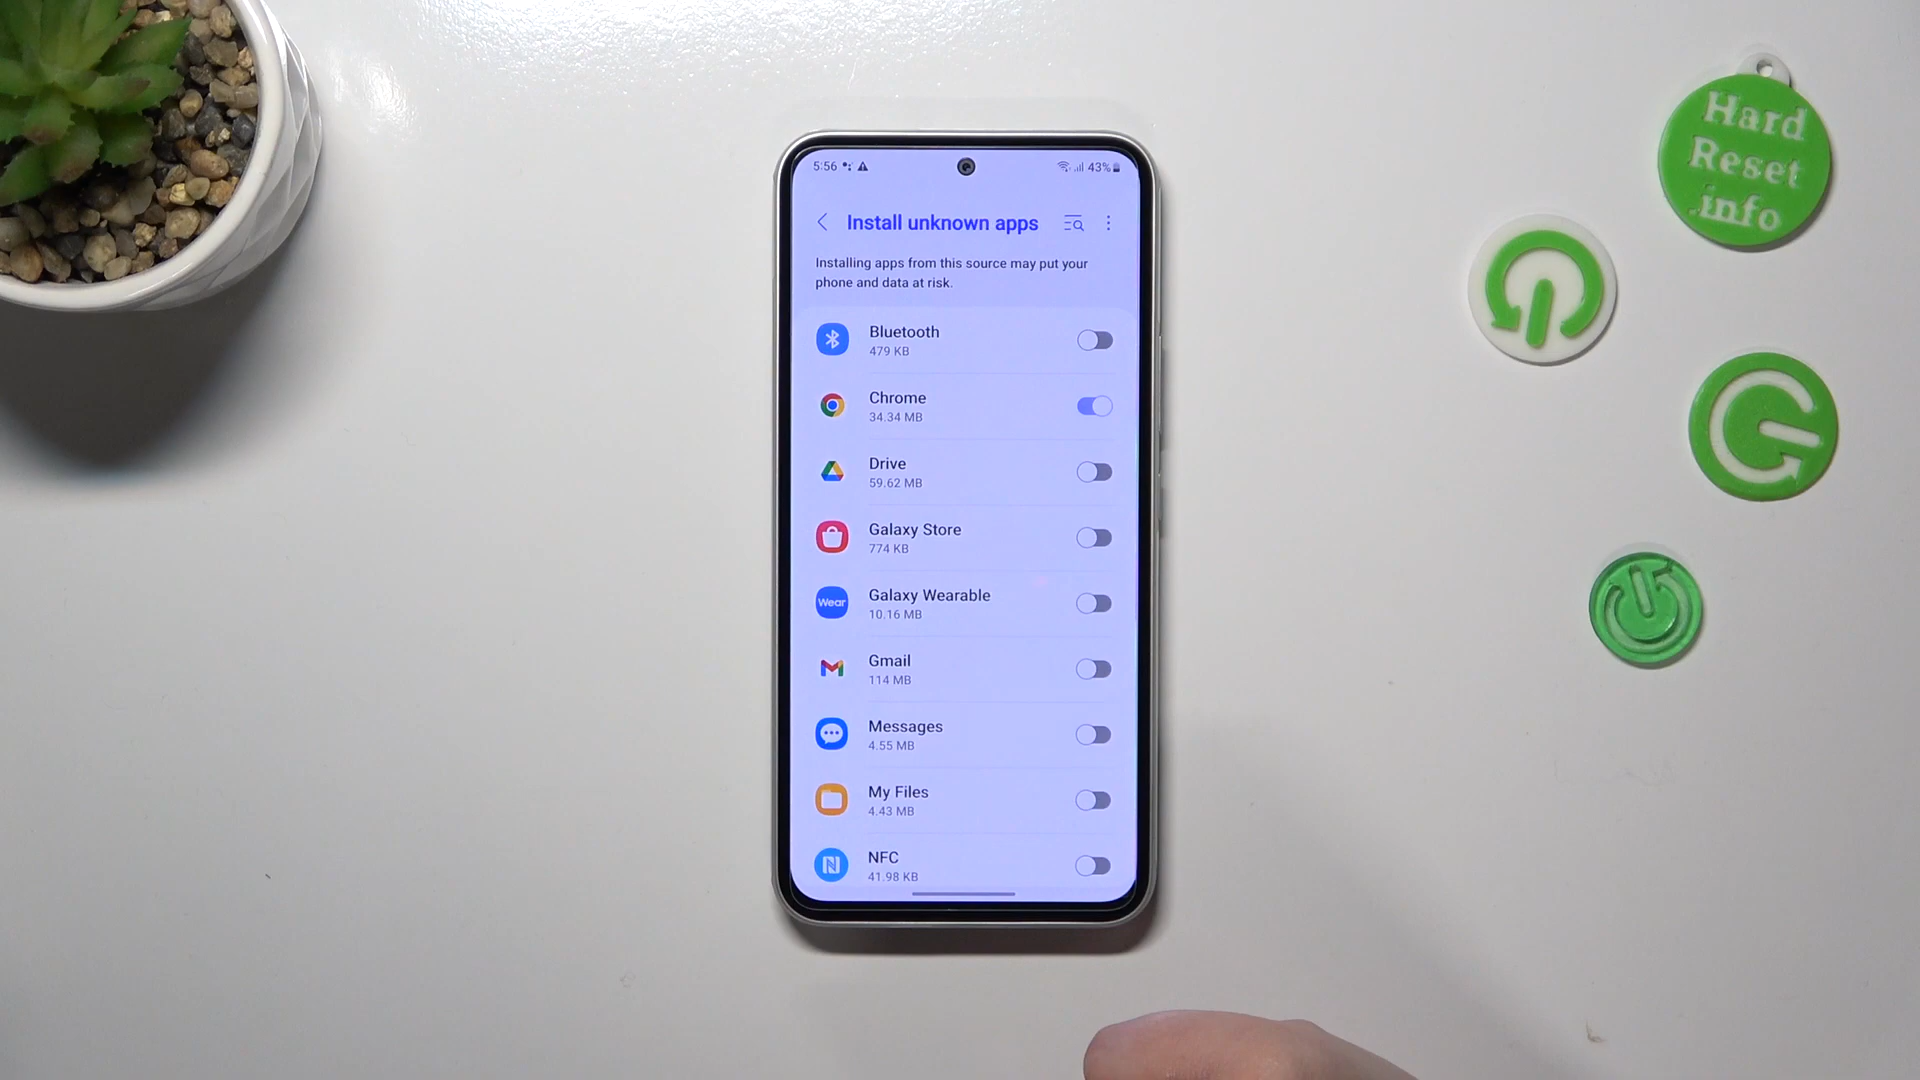 5:56
43%
Install unknown apps
Installing apps from this source may put your
phone and data at risk.
Bluetooth
479 KB
Chrome
34.34 MB
Drive
59.62 MB
Galaxy Store
774 KB
Wear
Galaxy Wearable
10.16 MB
Gmail
114 MB
Messages
4.55 MB
My Files
4.43 MB
NFC
41.98 KB
Hard
Reset
.info